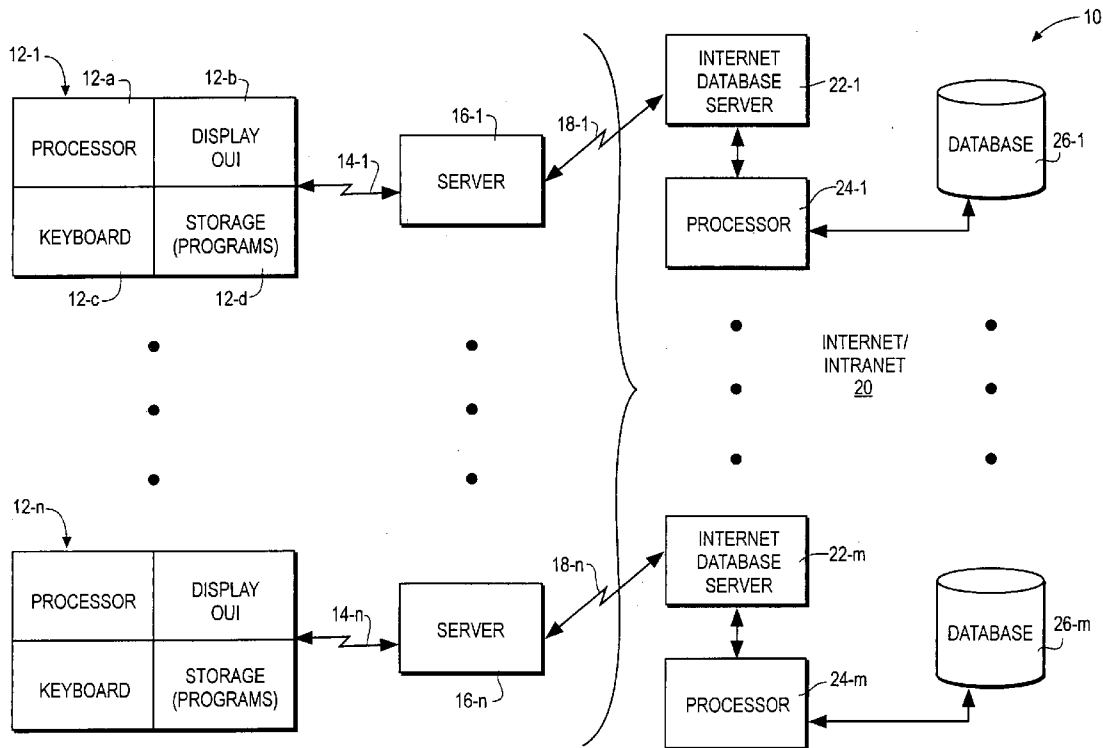 10
12-1
12-a
12-b
PROCESSOR
DISPLAY
OUI
KEYBOARD
STORAGE
(PROGRAMS)
12-c
12-d
14-1
16-1
SERVER
18-1
INTERNET
DATABASE
SERVER
22-1
PROCESSOR
24-1
DATABASE
26-1
INTERNET/
INTRANET
20
12-n
PROCESSOR
DISPLAY
OUI
KEYBOARD
STORAGE
(PROGRAMS)
14-n
SERVER
16-n
18-n
INTERNET
DATABASE
SERVER
22-m
PROCESSOR
24-m
DATABASE
26-m